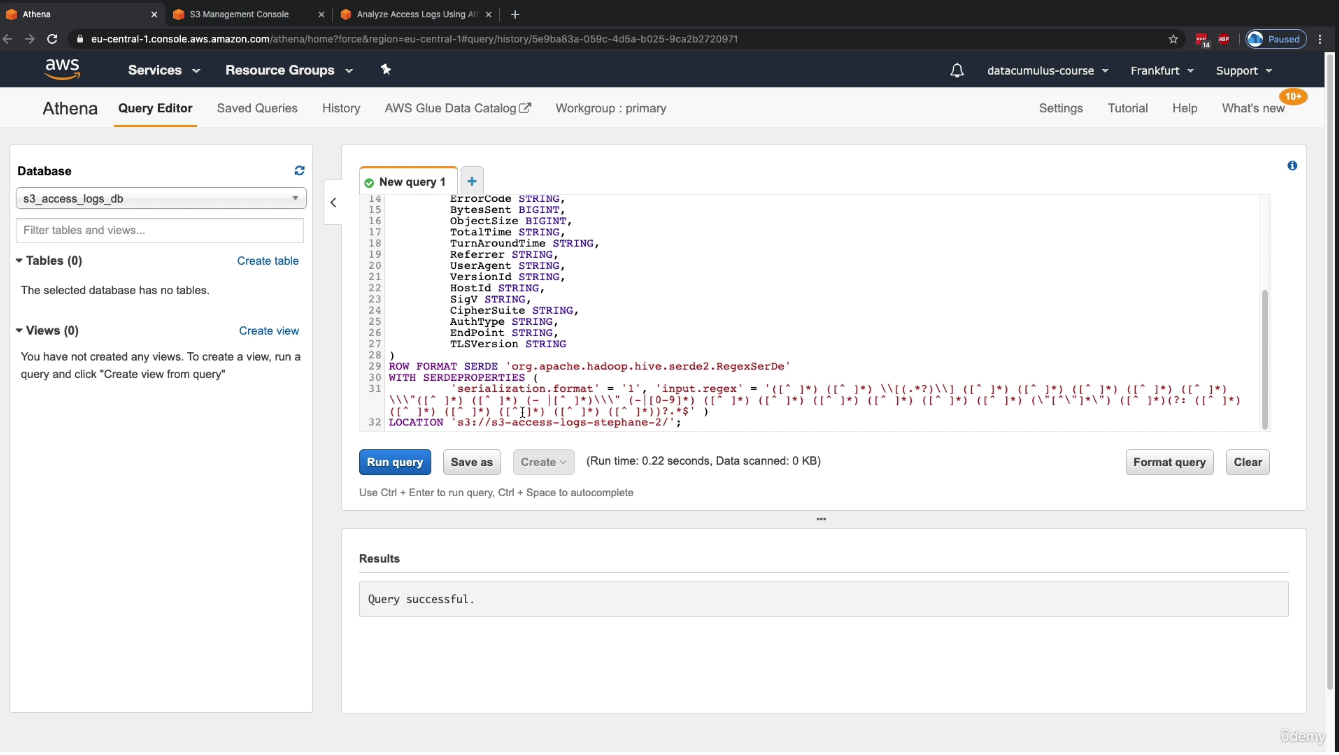 Athena
S3 Management Console
Analyze Access Logs Using At
eu-central-1.console.aws.amazon.com/athena/home?force&region=eu-central-1#query/history/5e9ba83a-059c-4d5a-b025-9ca2b2720971
14
ABP
Paused
aws
Services
Resource Groups
datacumulus-course
Frankfurt
Support
Athena
Query Editor
Saved Queries
History
AWS Glue Data Catalog
Workgroup : primary
Settings
Tutorial
Help
What's new
10+
Database
s3_access_logs_db
Filter tables and views...
Tables (0)
Create table
The selected database has no tables.
Views (0)
Create view
You have not created any views. To create a view, run a
query and click "Create view from query"
New query 1
14 ErrorCode STRING,
15 BytesSent BIGINT,
16 ObjectSize BIGINT,
17 TotalTime STRING,
18 TurnAroundTime STRING,
19 Referrer STRING,
20 UserAgent STRING,
21 VersionId STRING,
22 HostId STRING,
23 SigV STRING,
24 CipherSuite STRING,
25 AuthType STRING,
26 EndPoint STRING,
27 TLSVersion STRING
28 )
29 ROW FORMAT SERDE 'org.apache.hadoop.hive.serde2.RegexSerDe'
30 WITH SERDEPROPERTIES (
31 'serialization.format' = '1', 'input.regex' = '([^ ]*) ([^ ]*) \\[(.*?)\\] ([^ ]*) ([^ ]*) ([^ ]*) ([^ ]*) ([^ ]*)
\\\"([^ ]*) ([^ ]*) (- |[^ ]*)\\\" (-|[0-9]*) ([^ ]*) ([^ ]*) ([^ ]*) ([^ ]*) ([^ ]*) ([^ ]*) (\"[^\"]*\") ([^ ]*)(?: ([^ ]*)
([^ ]*) ([^ ]*) ([^ ]*) ([^ ]*) ([^ ]*))?.*$' )
32 LOCATION 's3://s3-access-logs-stephane-2/';
Run query
Save as
Create
(Run time: 0.22 seconds, Data scanned: 0 KB)
Format query
Clear
Use Ctrl + Enter to run query, Ctrl + Space to autocomplete
Results
Query successful.
ûdemy